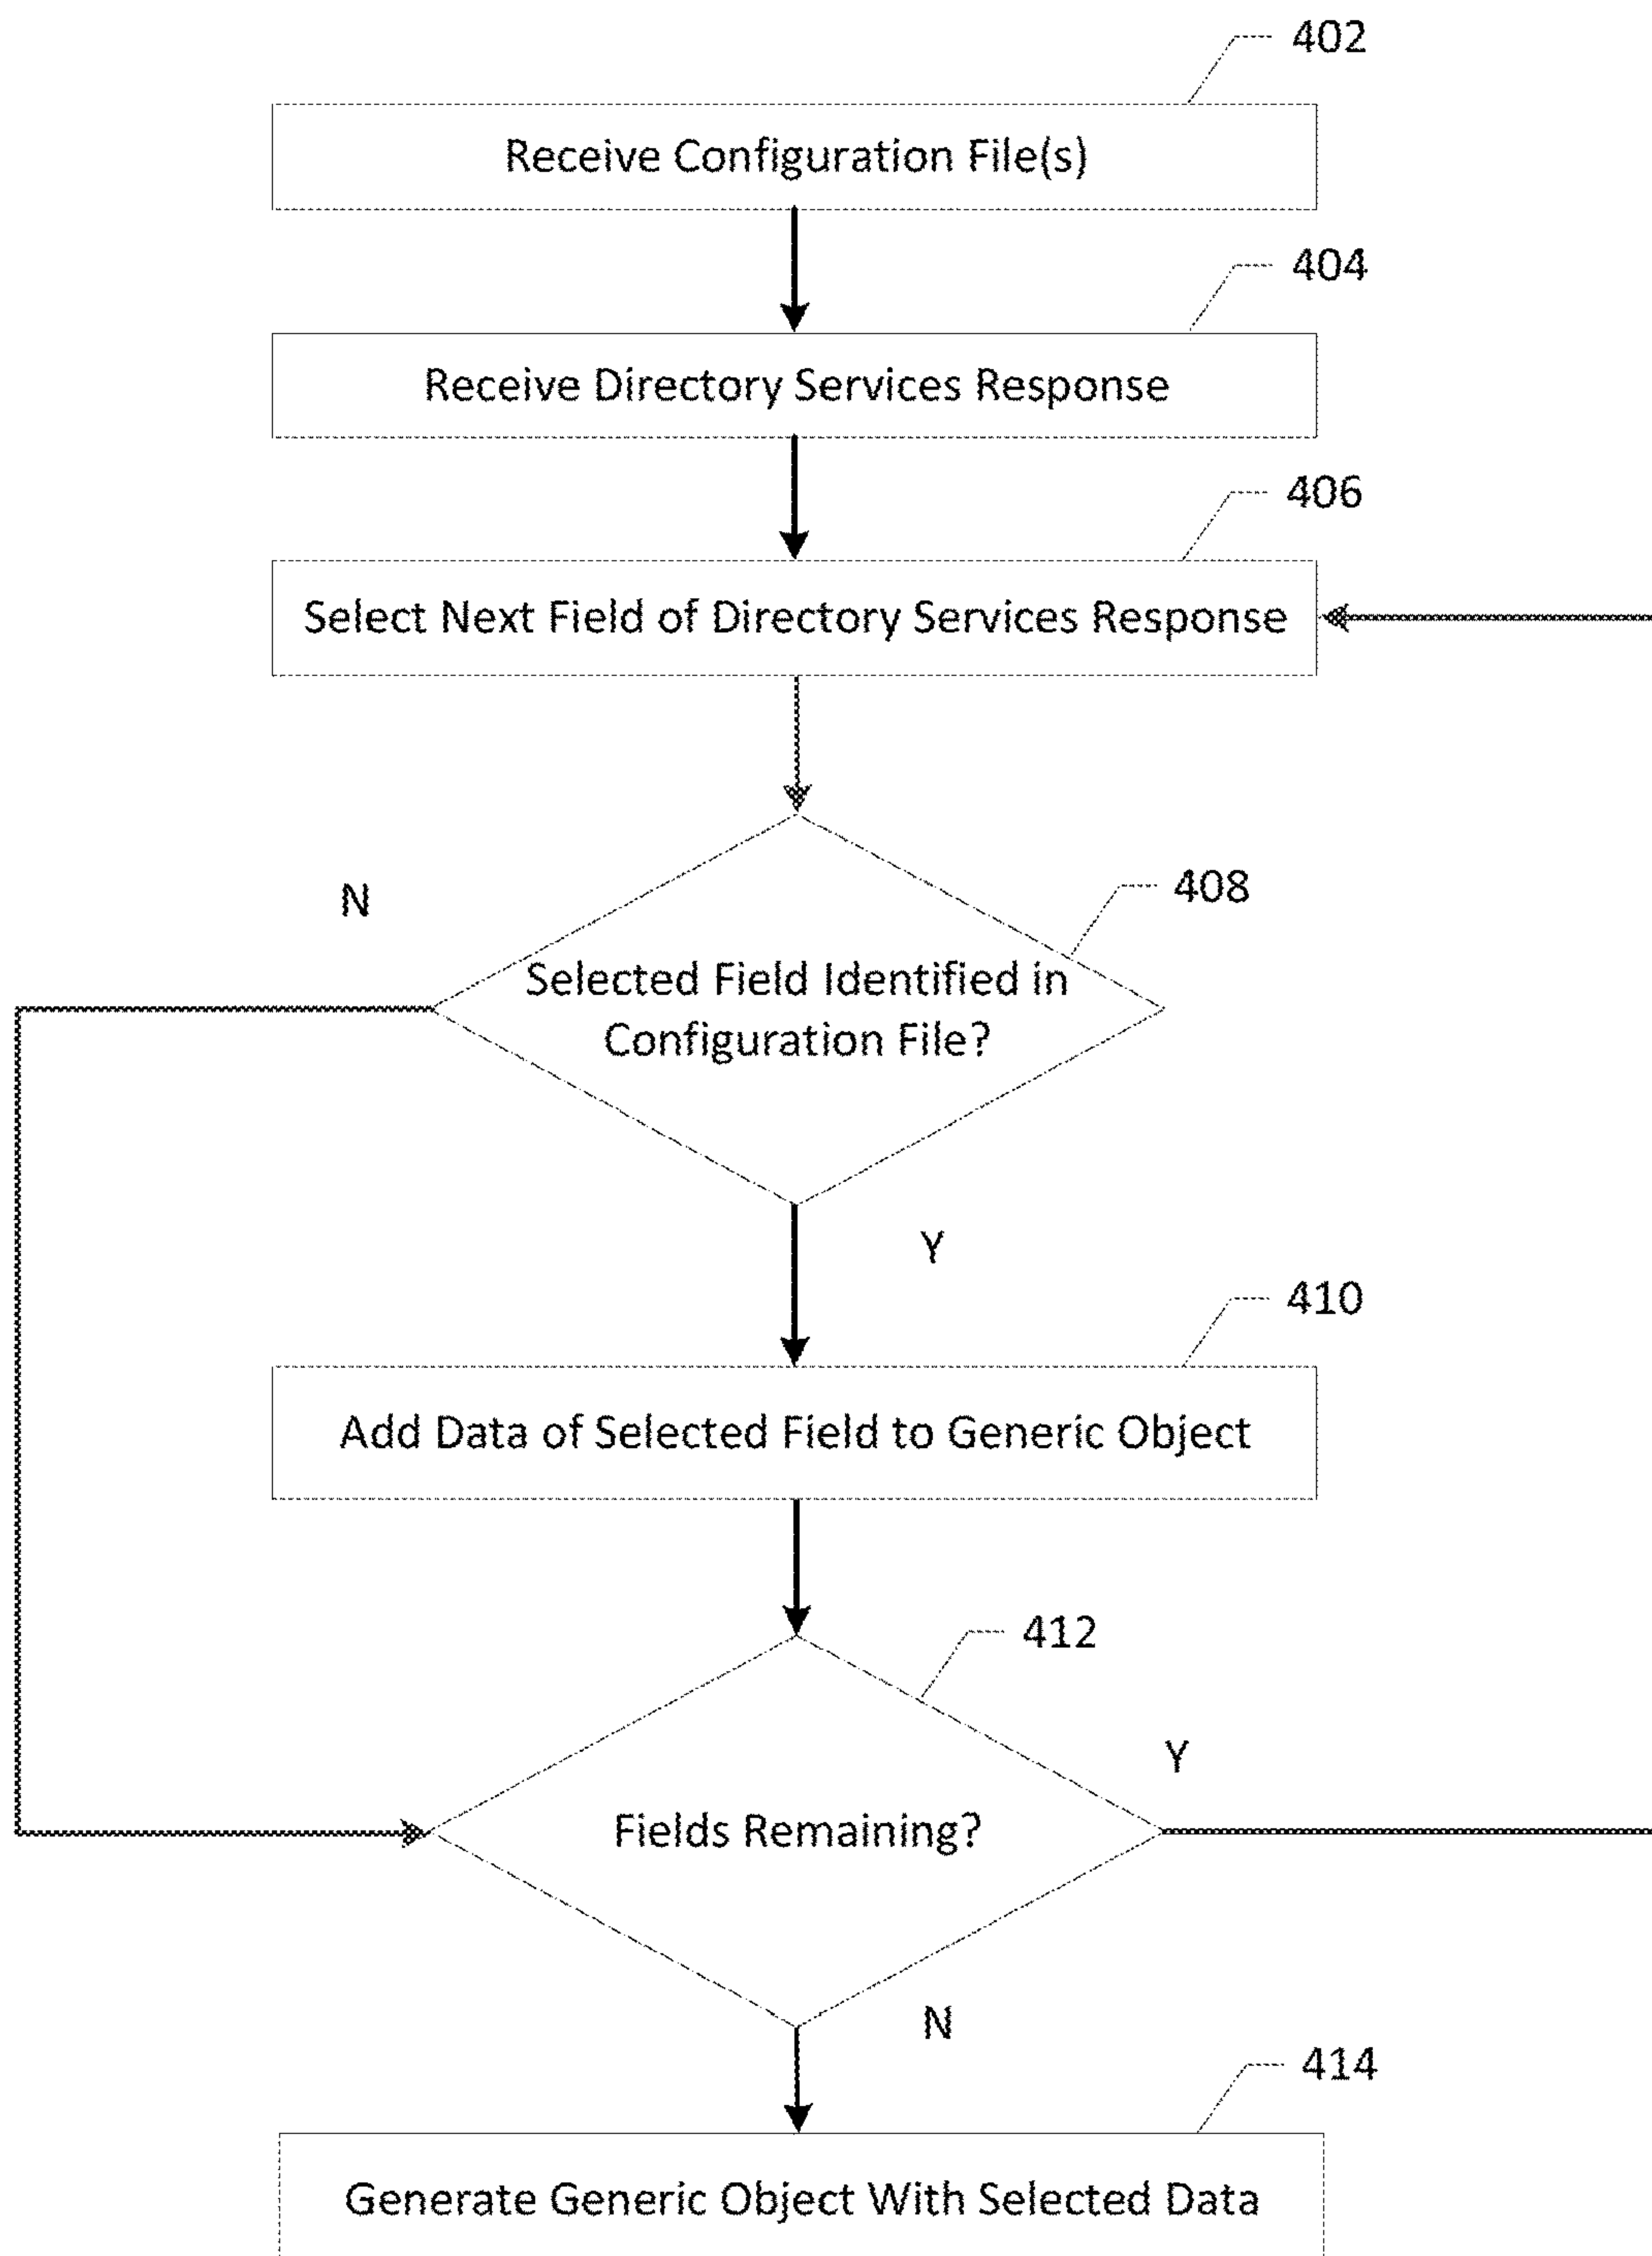 402
Receive Configuration File(s)
404
Receive Directory Services Response
406
Select Next Field of Directory Services Response
N
408
Selected Field Identified in
Configuration File?
Y
410
Add Data of Selected Field to Generic Object
412
Y
Fields Remaining?
N
414
Generate Generic Object With Selected Data